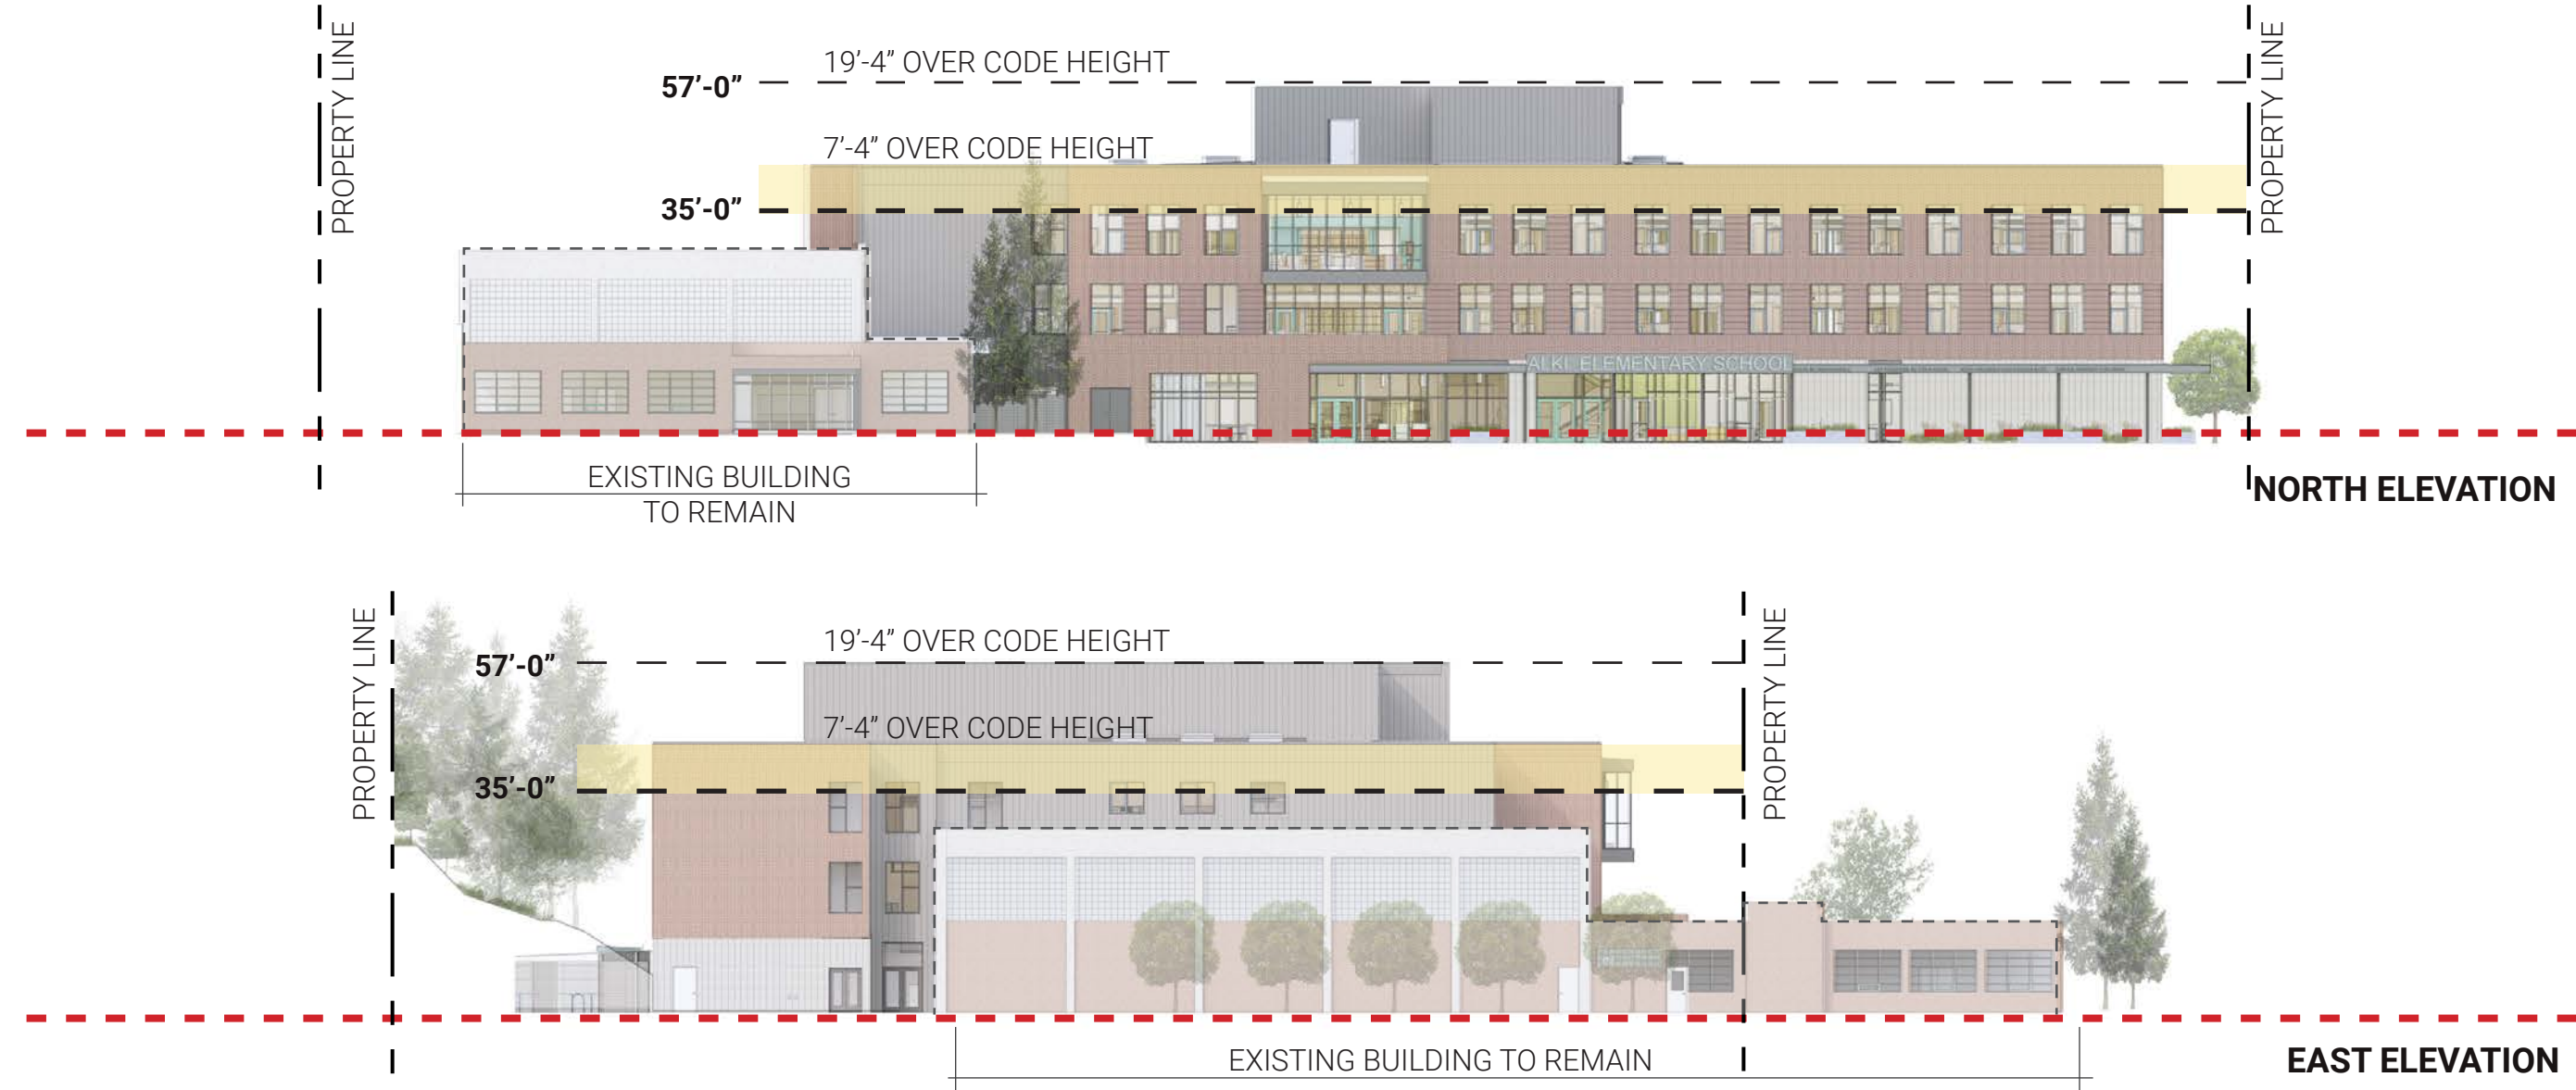 PROPERTY LINE
19’-4” OVER CODE HEIGHT
57’-0”
7’-4” OVER CODE HEIGHT
35’-0”
PROPERTY LINE
ALKI ELEMENTARY SCHOOL
EXISTING BUILDING
TO REMAIN
NORTH ELEVATION
PROPERTY LINE
19’-4” OVER CODE HEIGHT
57’-0”
7’-4” OVER CODE HEIGHT
35’-0”
PROPERTY LINE
EXISTING BUILDING TO REMAIN
EAST ELEVATION